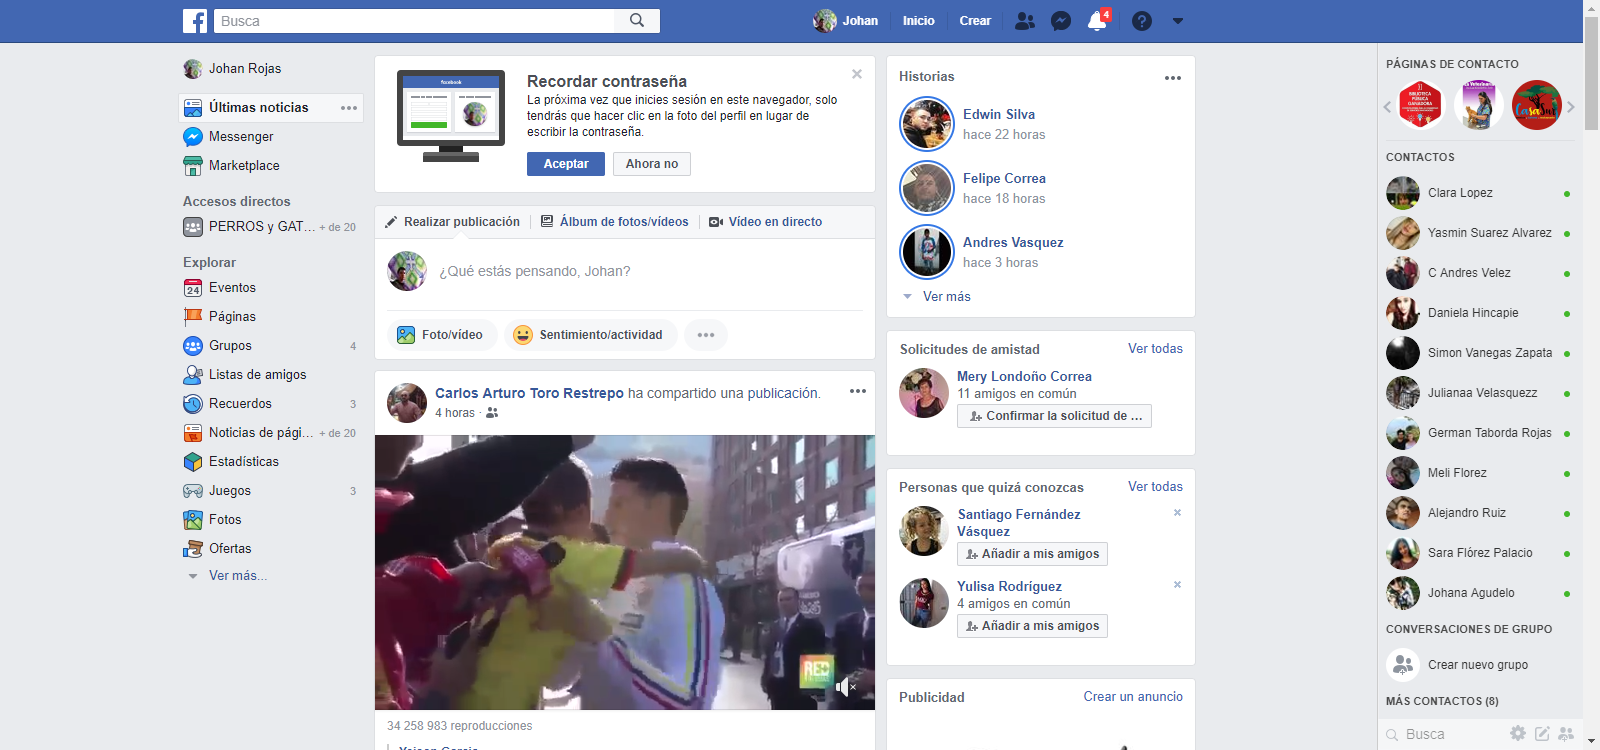 Busca
Johan
Inicio
Crear
4
Johan Rojas
Últimas noticias
Messenger
Marketplace
Accesos directos
PERROS y GAT... + de 20
Explorar
24
Eventos
Páginas
Grupos 4
Listas de amigos
Recuerdos 3
Noticias de pági... + de 20
Estadísticas
Juegos 3
Fotos
Ofertas
Ver más...
facebook
Recordar contraseña
La próxima vez que inicies sesión en este navegador, solo
tendrás que hacer clic en la foto del perfil en lugar de
escribir la contraseña.
Aceptar
Ahora no
Realizar publicación
Álbum de fotos/vídeos
Vídeo en directo
¿Qué estás pensando, Johan?
Foto/vídeo
Sentimiento/actividad
Carlos Arturo Toro Restrepo ha compartido una publicación.
4 horas ·
RED
34 258 983 reproducciones
Yeison Garcia
Historias
Edwin Silva
hace 22 horas
Felipe Correa
hace 18 horas
Andres Vasquez
hace 3 horas
Ver más
Solicitudes de amistad
Ver todas
Mery Londoño Correa
11 amigos en común
Confirmar la solicitud de ...
Personas que quizá conozcas
Ver todas
Santiago Fernández
Vásquez
Añadir a mis amigos
Yulisa Rodríguez
4 amigos en común
Añadir a mis amigos
Publicidad
Crear un anuncio
PÁGINAS DE CONTACTO
BIBLIOTECA
PÚBLICA
GANADORA
CONTACTOS
Clara Lopez
Yasmin Suarez Alvarez
C Andres Velez
Daniela Hincapie
Simon Vanegas Zapata
Julianaa Velasquezz
German Taborda Rojas
Meli Florez
Alejandro Ruiz
Sara Flórez Palacio
Johana Agudelo
CONVERSACIONES DE GRUPO
Crear nuevo grupo
MÁS CONTACTOS (8)
Busca